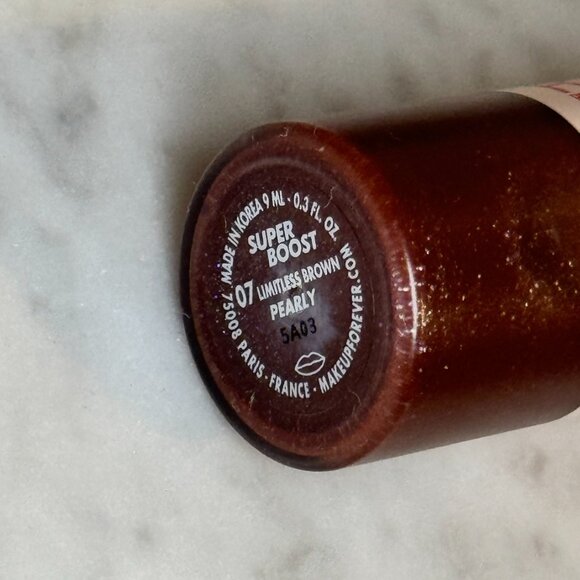 MADE IN KOREA 9 ML - 0.3 FL. OZ.
SUPER
BOOST
07 LIMITLESS BROWN
PEARLY
5A03
75008 PARIS - FRANCE - MAKEUPFOREVER.COM